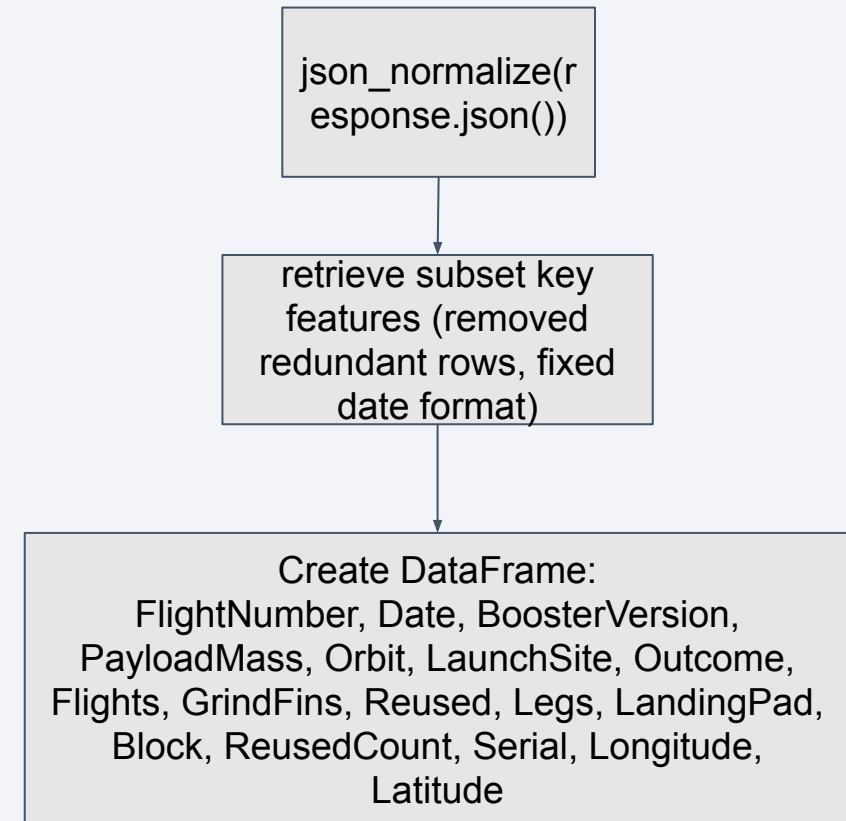 json_normalize(r
esponse.json())
retrieve subset key
features (removed
redundant rows, fixed
date format)
Create DataFrame:
FlightNumber, Date, BoosterVersion,
PayloadMass, Orbit, LaunchSite, Outcome,
Flights, GrindFins, Reused, Legs, LandingPad,
Block, ReusedCount, Serial, Longitude,
Latitude